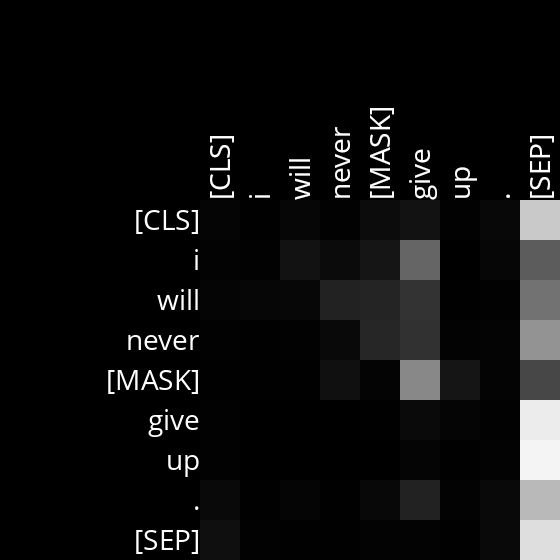 [CLS] i will never [MASK] give up . [SEP]
[CLS]
i
will
never
[MASK]
give
up
.
[SEP]